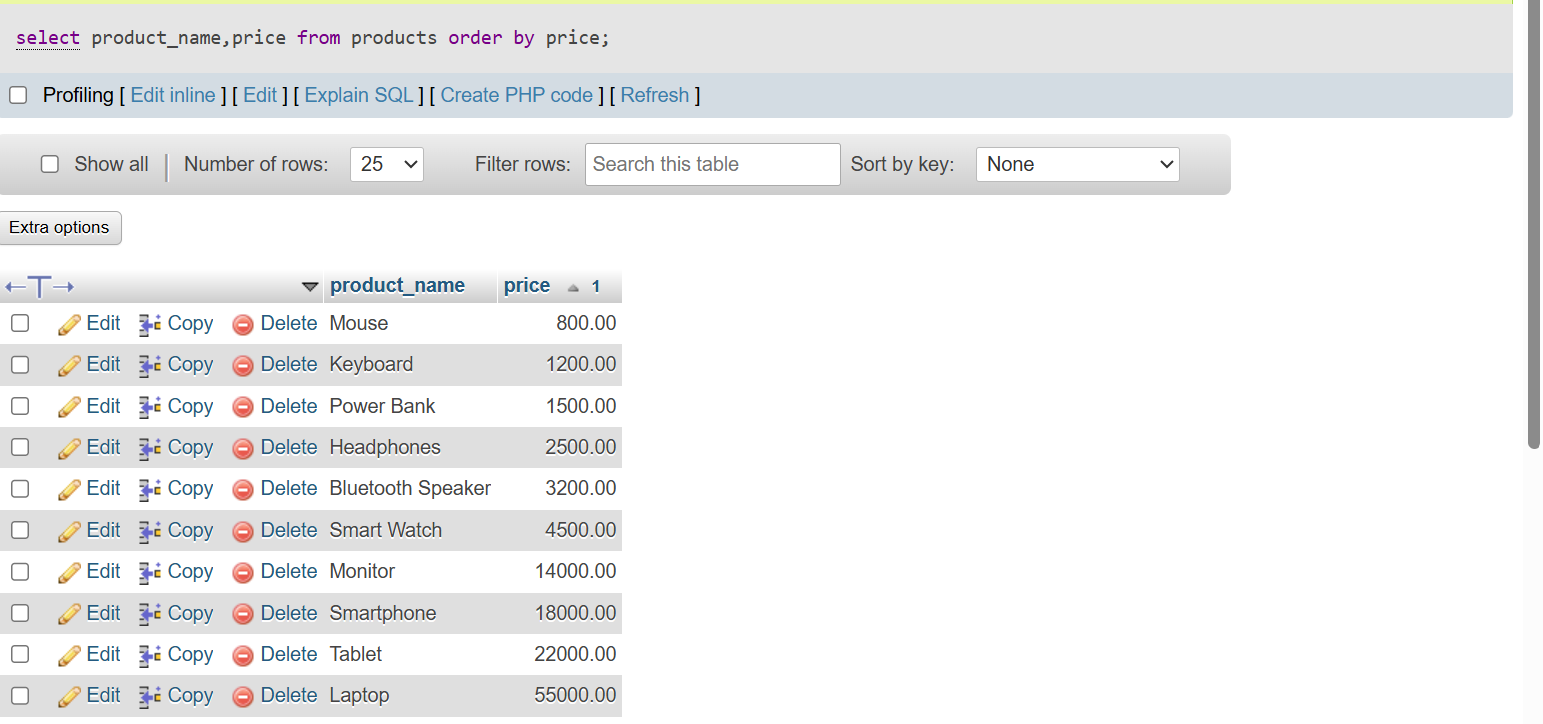 select product_name,price from products order by price;
Profiling [ Edit inline ] [ Edit ] [ Explain SQL ] [ Create PHP code ] [ Refresh ]
Show all Number of rows: 25 Filter rows: Search this table Sort by key: None
Extra options
product_name price 1
Edit Copy Delete Mouse 800.00
Edit Copy Delete Keyboard 1200.00
Edit Copy Delete Power Bank 1500.00
Edit Copy Delete Headphones 2500.00
Edit Copy Delete Bluetooth Speaker 3200.00
Edit Copy Delete Smart Watch 4500.00
Edit Copy Delete Monitor 14000.00
Edit Copy Delete Smartphone 18000.00
Edit Copy Delete Tablet 22000.00
Edit Copy Delete Laptop 55000.00